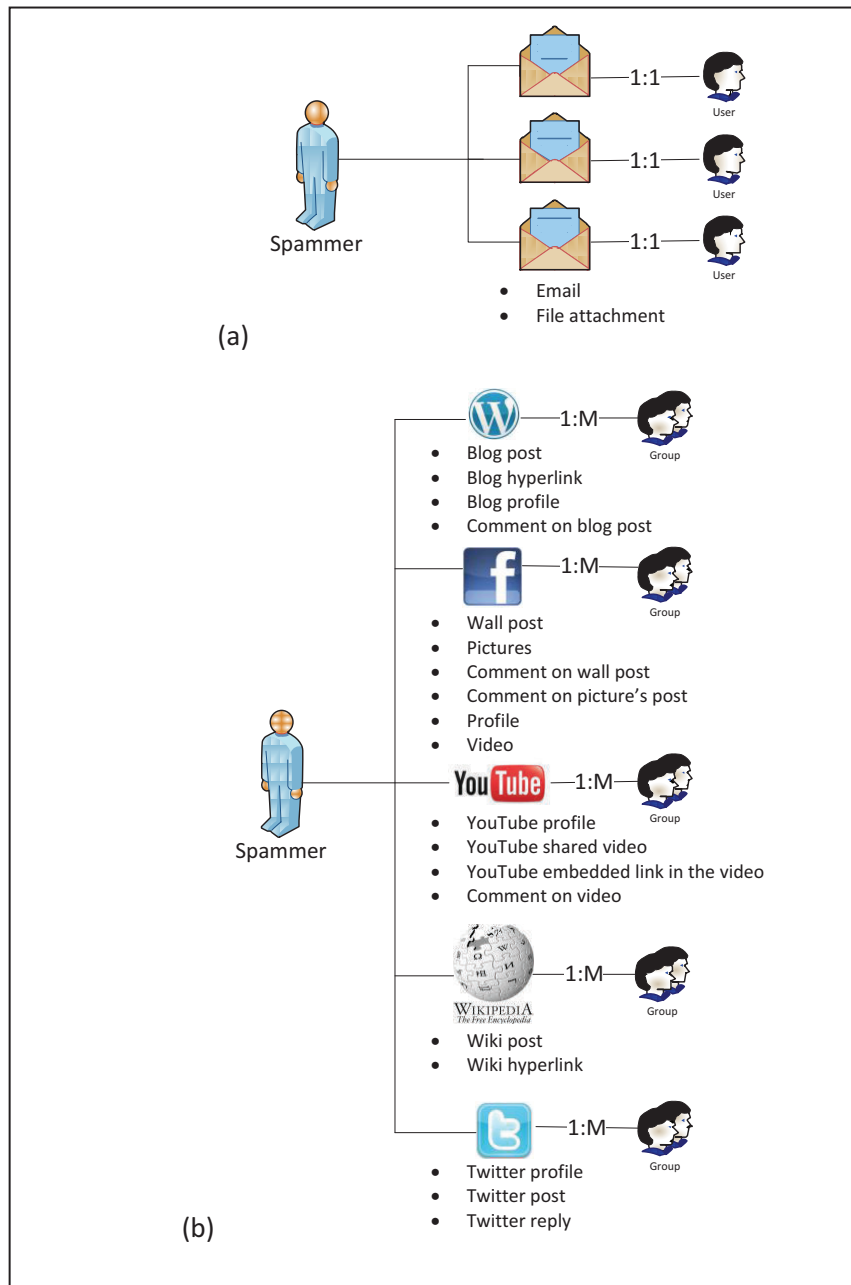 1:1
User
1:1
User
Spammer
1:1
User
• Email
• File attachment
(a)
W
1:M
Group
• Blog post
• Blog hyperlink
• Blog profile
• Comment on blog post
f
1:M
Group
• Wall post
• Pictures
• Comment on wall post
• Comment on picture's post
• Profile
• Video
Spammer
YouTube
1:M
Group
• YouTube profile
• YouTube shared video
• YouTube embedded link in the video
• Comment on video
1:M
Group
WIKIPEDIA
The Free Encyclopedia
• Wiki post
• Wiki hyperlink
t
1:M
Group
• Twitter profile
• Twitter post
• Twitter reply
(b)